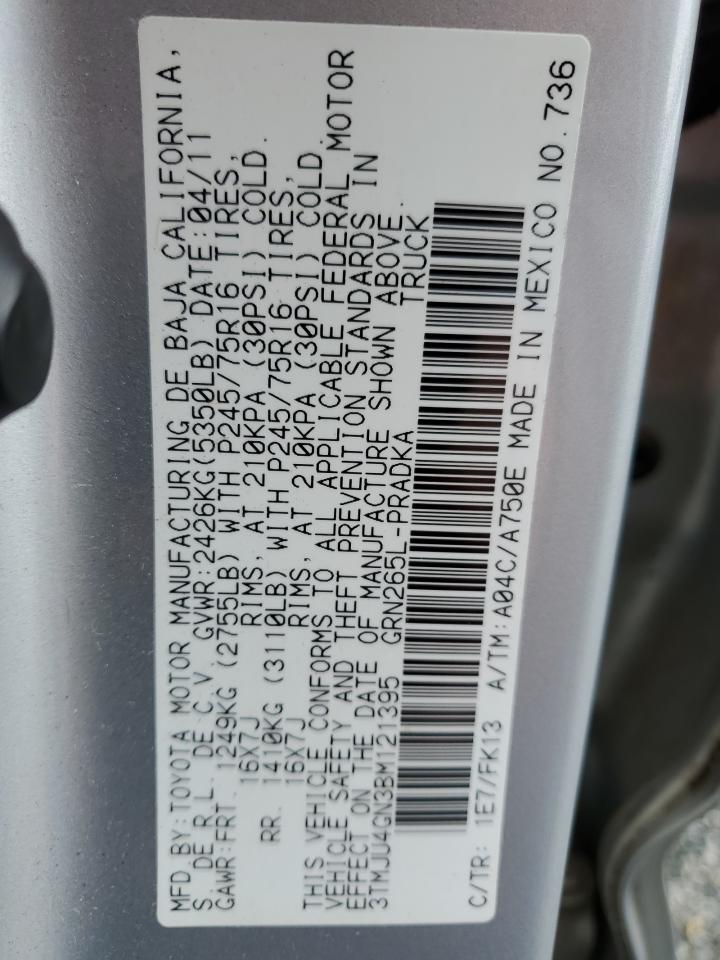 MFD BY: TOYOTA MOTOR MANUFACTURING DE BAJA CALIFORNIA,
S. DE R.L. DE C.V. GVWR: 2426KG(5350LB) DATE: 04/11
GAWR: FRT. 1249KG (2755LB) WITH P245/75R16 TIRES,
16X7J RIMS, AT 210KPA (30PSI) COLD.
RR. 1410KG (3110LB) WITH P245/75R16 TIRES,
16X7J RIMS, AT 210KPA (30PSI) COLD.
THIS VEHICLE CONFORMS TO ALL APPLICABLE FEDERAL MOTOR
VEHICLE SAFETY AND THEFT PREVENTION STANDARDS IN
EFFECT ON THE DATE OF MANUFACTURE SHOWN ABOVE.
3TMJU4GN3BM121395 GRN265L-PRADKA TRUCK
C/TR: 1E7/FK13 A/TM: A04C/A750E MADE IN MEXICO NO. 736